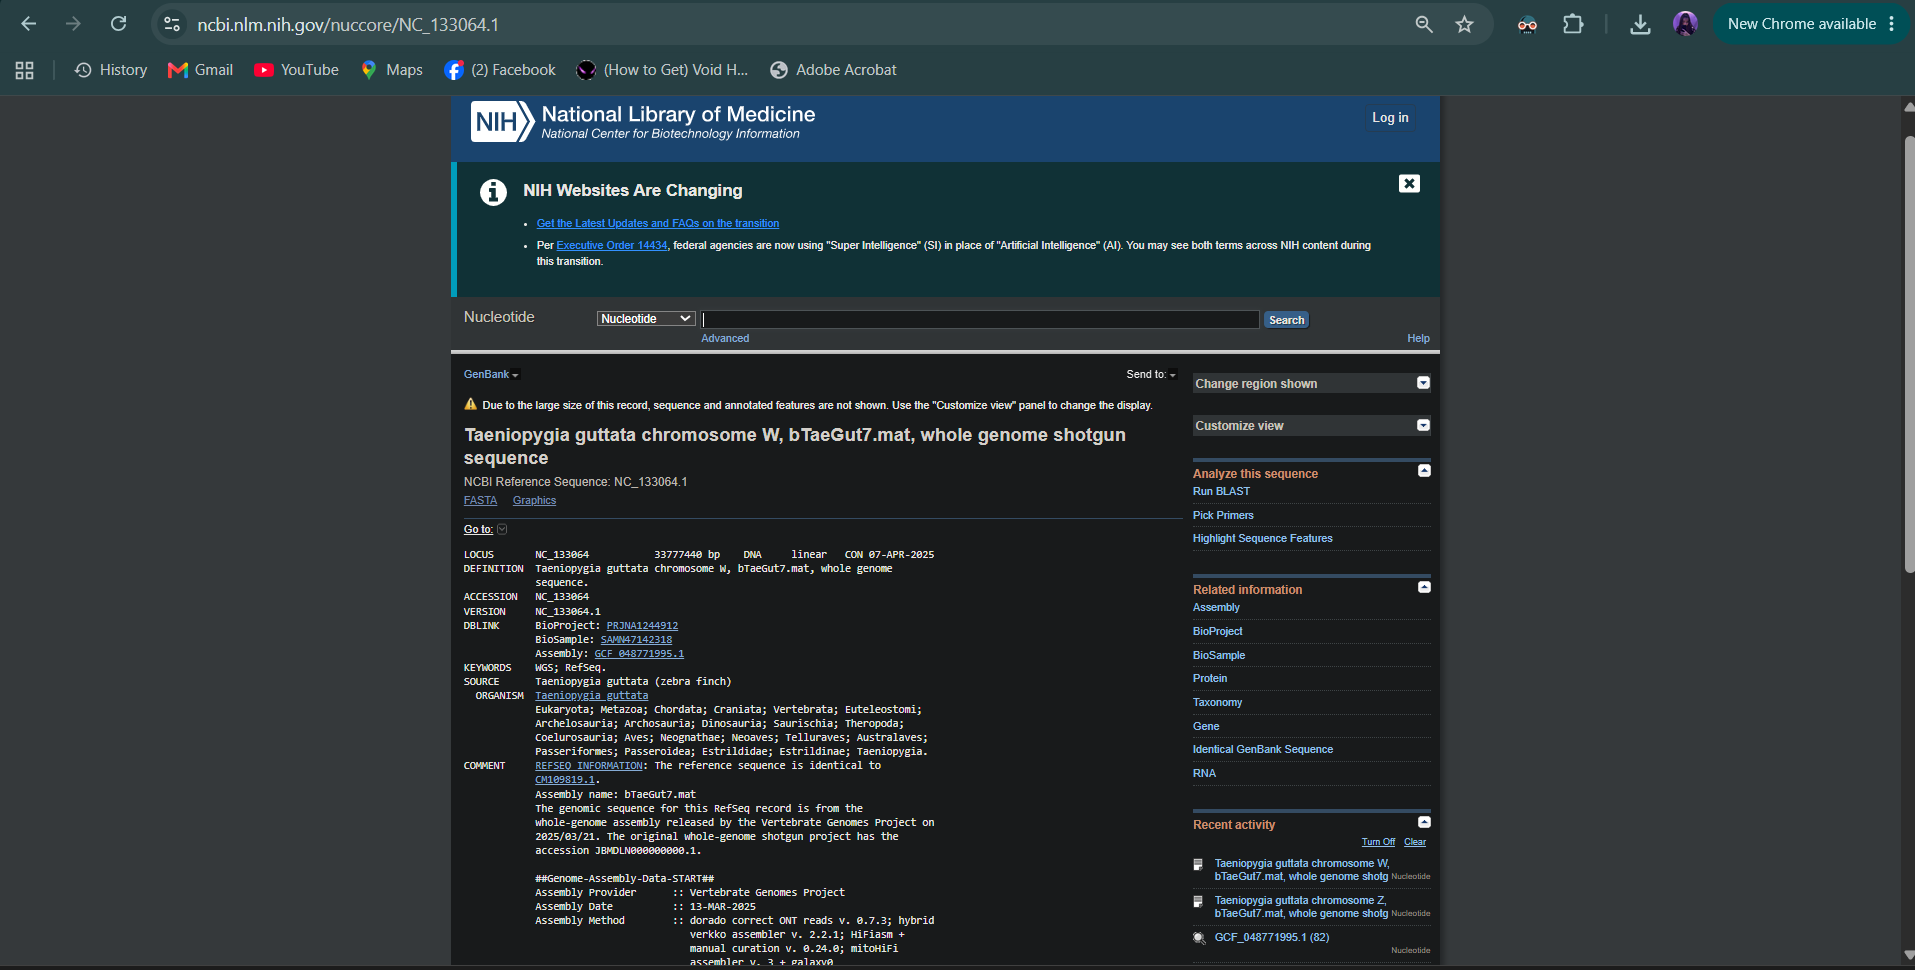 ncbi.nlm.nih.gov/nuccore/NC_133064.1
New Chrome available
History
Gmail
YouTube
Maps
(2) Facebook
(How to Get) Void H...
Adobe Acrobat
NIH
National Library of Medicine
National Center for Biotechnology Information
Log in
NIH Websites Are Changing
Get the Latest Updates and FAQs on the transition
Per Executive Order 14434, federal agencies are now using "Super Intelligence" (SI) in place of "Artificial Intelligence" (AI). You may see both terms across NIH content during
this transition.
Nucleotide
Nucleotide
Search
Advanced
Help
GenBank
Send to:
Due to the large size of this record, sequence and annotated features are not shown. Use the "Customize view" panel to change the display.
Taeniopygia guttata chromosome W, bTaeGut7.mat, whole genome shotgun
sequence
NCBI Reference Sequence: NC_133064.1
FASTA Graphics
Go to:
LOCUS NC_133064 33777440 bp DNA linear CON 07-APR-2025
DEFINITION Taeniopygia guttata chromosome W, bTaeGut7.mat, whole genome
sequence.
ACCESSION NC_133064
VERSION NC_133064.1
DBLINK BioProject: PRJNA1244912
BioSample: SAMN47142318
Assembly: GCF_048771995.1
KEYWORDS WGS; RefSeq.
SOURCE Taeniopygia guttata (zebra finch)
ORGANISM Taeniopygia guttata
Eukaryota; Metazoa; Chordata; Craniata; Vertebrata; Euteleostomi;
Archelosauria; Archosauria; Dinosauria; Saurischia; Theropoda;
Coelurosauria; Aves; Neognathae; Neoaves; Telluraves; Australaves;
Passeriformes; Passeroidea; Estrildidae; Estrildinae; Taeniopygia.
COMMENT REFSEQ INFORMATION: The reference sequence is identical to
CM109819.1.
Assembly name: bTaeGut7.mat
The genomic sequence for this RefSeq record is from the
whole-genome assembly released by the Vertebrate Genomes Project on
2025/03/21. The original whole-genome shotgun project has the
accession JBMDLN000000000.1.
##Genome-Assembly-Data-START##
Assembly Provider :: Vertebrate Genomes Project
Assembly Date :: 13-MAR-2025
Assembly Method :: dorado correct ONT reads v. 0.7.3; hybrid
verkko assembler v. 2.2.1; HiFiasm +
manual curation v. 0.24.0; mitoHiFi
assembler v. 3 + galaxy0
Change region shown
Customize view
Analyze this sequence
Run BLAST
Pick Primers
Highlight Sequence Features
Related information
Assembly
BioProject
BioSample
Protein
Taxonomy
Gene
Identical GenBank Sequence
RNA
Recent activity
Turn Off Clear
Taeniopygia guttata chromosome W,
bTaeGut7.mat, whole genome shotg Nucleotide
Taeniopygia guttata chromosome Z,
bTaeGut7.mat, whole genome shotg Nucleotide
GCF_048771995.1 (82)
Nucleotide